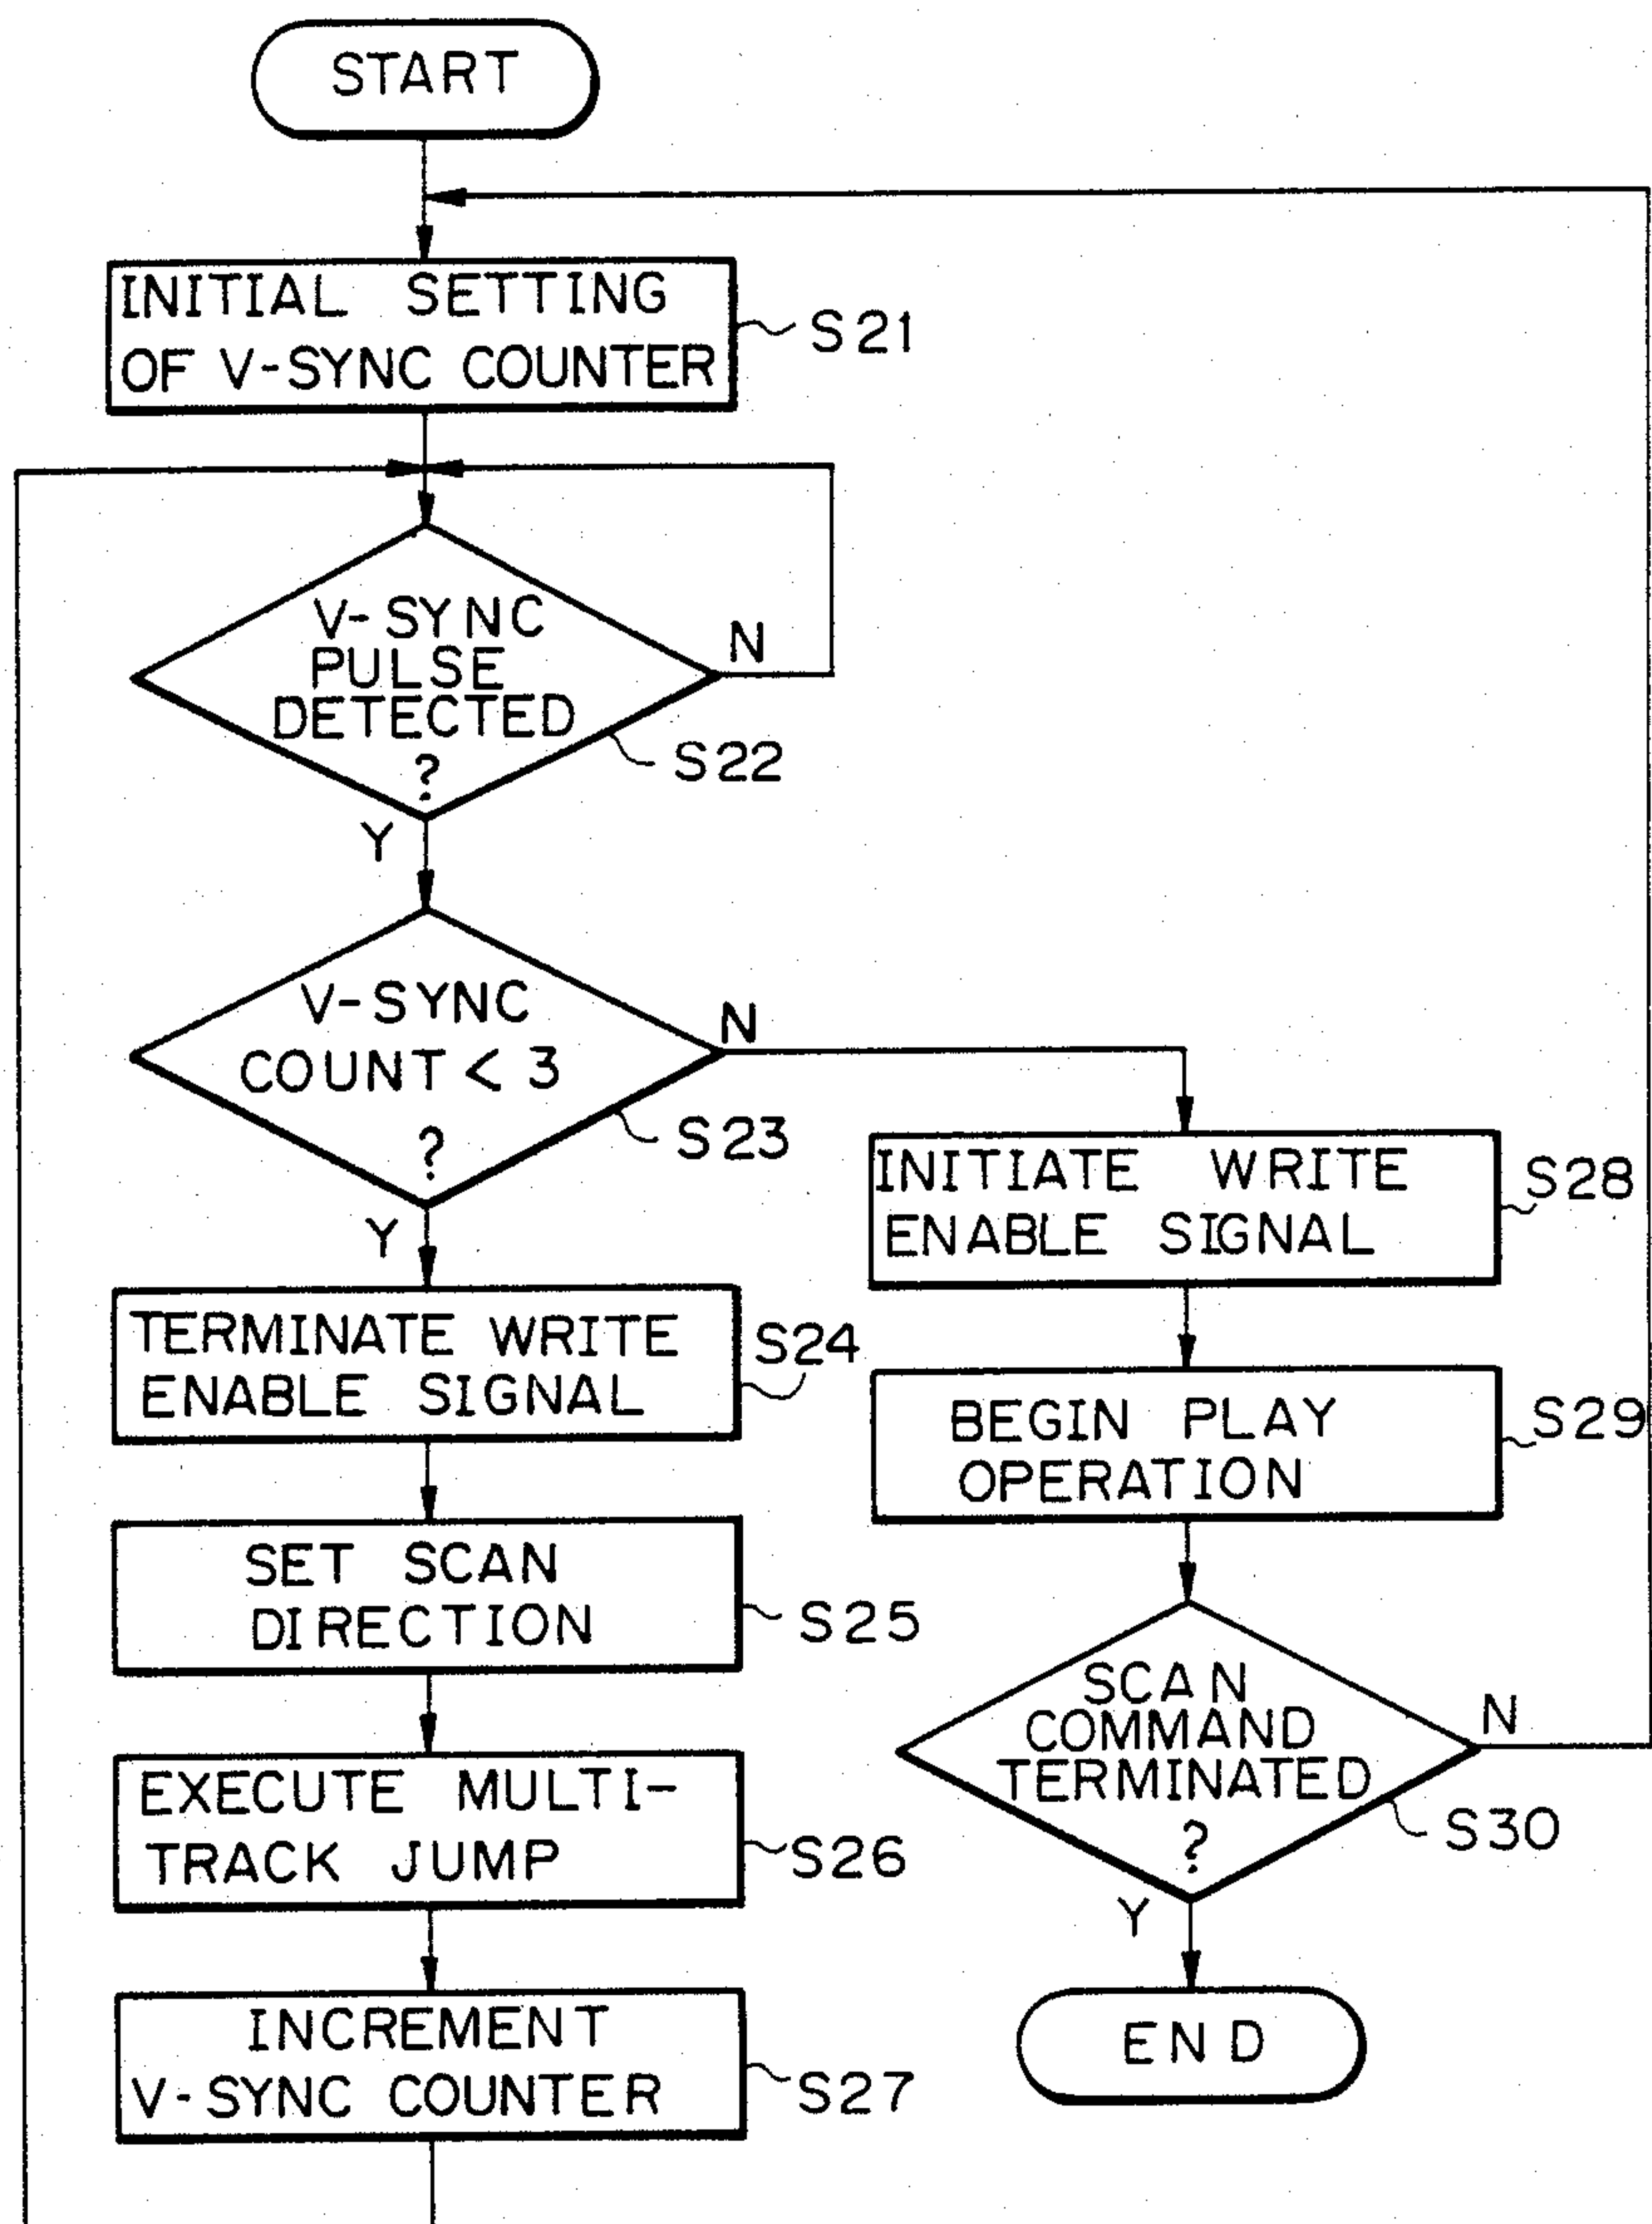 START
INITIAL SETTING
OF V-SYNC COUNTER
S21
V-SYNC
PULSE
DETECTED
?
N
S22
Y
V-SYNC
COUNT < 3
?
N
S23
Y
TERMINATE WRITE
ENABLE SIGNAL
S24
SET SCAN
DIRECTION
S25
EXECUTE MULTI-
TRACK JUMP
S26
INCREMENT
V-SYNC COUNTER
S27
INITIATE WRITE
ENABLE SIGNAL
S28
BEGIN PLAY
OPERATION
S29
SCAN
COMMAND
TERMINATED
?
N
S30
Y
END